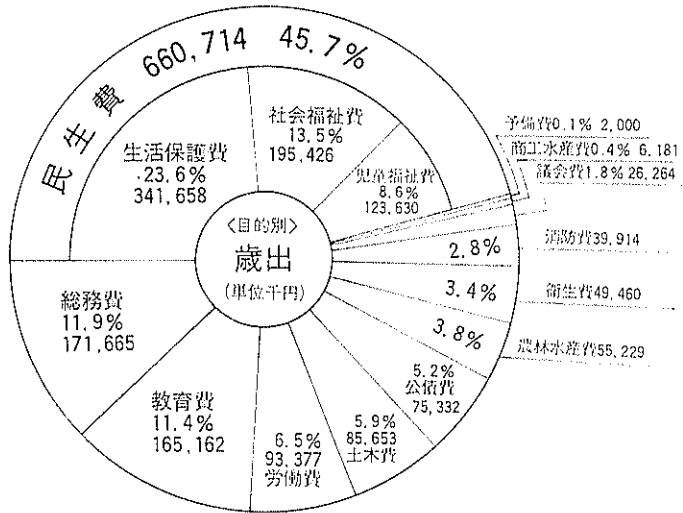 民生費 660,714 45.7%
生活保護費
23.6%
341,658
社会福祉費
13.5%
195,426
児童福祉費
8.6%
123,630
予備費0.1% 2,000
商工水産費0.4% 6,181
議会費1.8% 26,264
2.8%
消防費39,914
3.4%
衛生費49,460
3.8%
農林水産費55,229
5.2%
公債費
75,332
5.9%
85,653
土木費
6.5%
93,377
労働費
教育費
11.4%
165,162
総務費
11.9%
171,665
〈目的別〉
歳出
(単位千円)